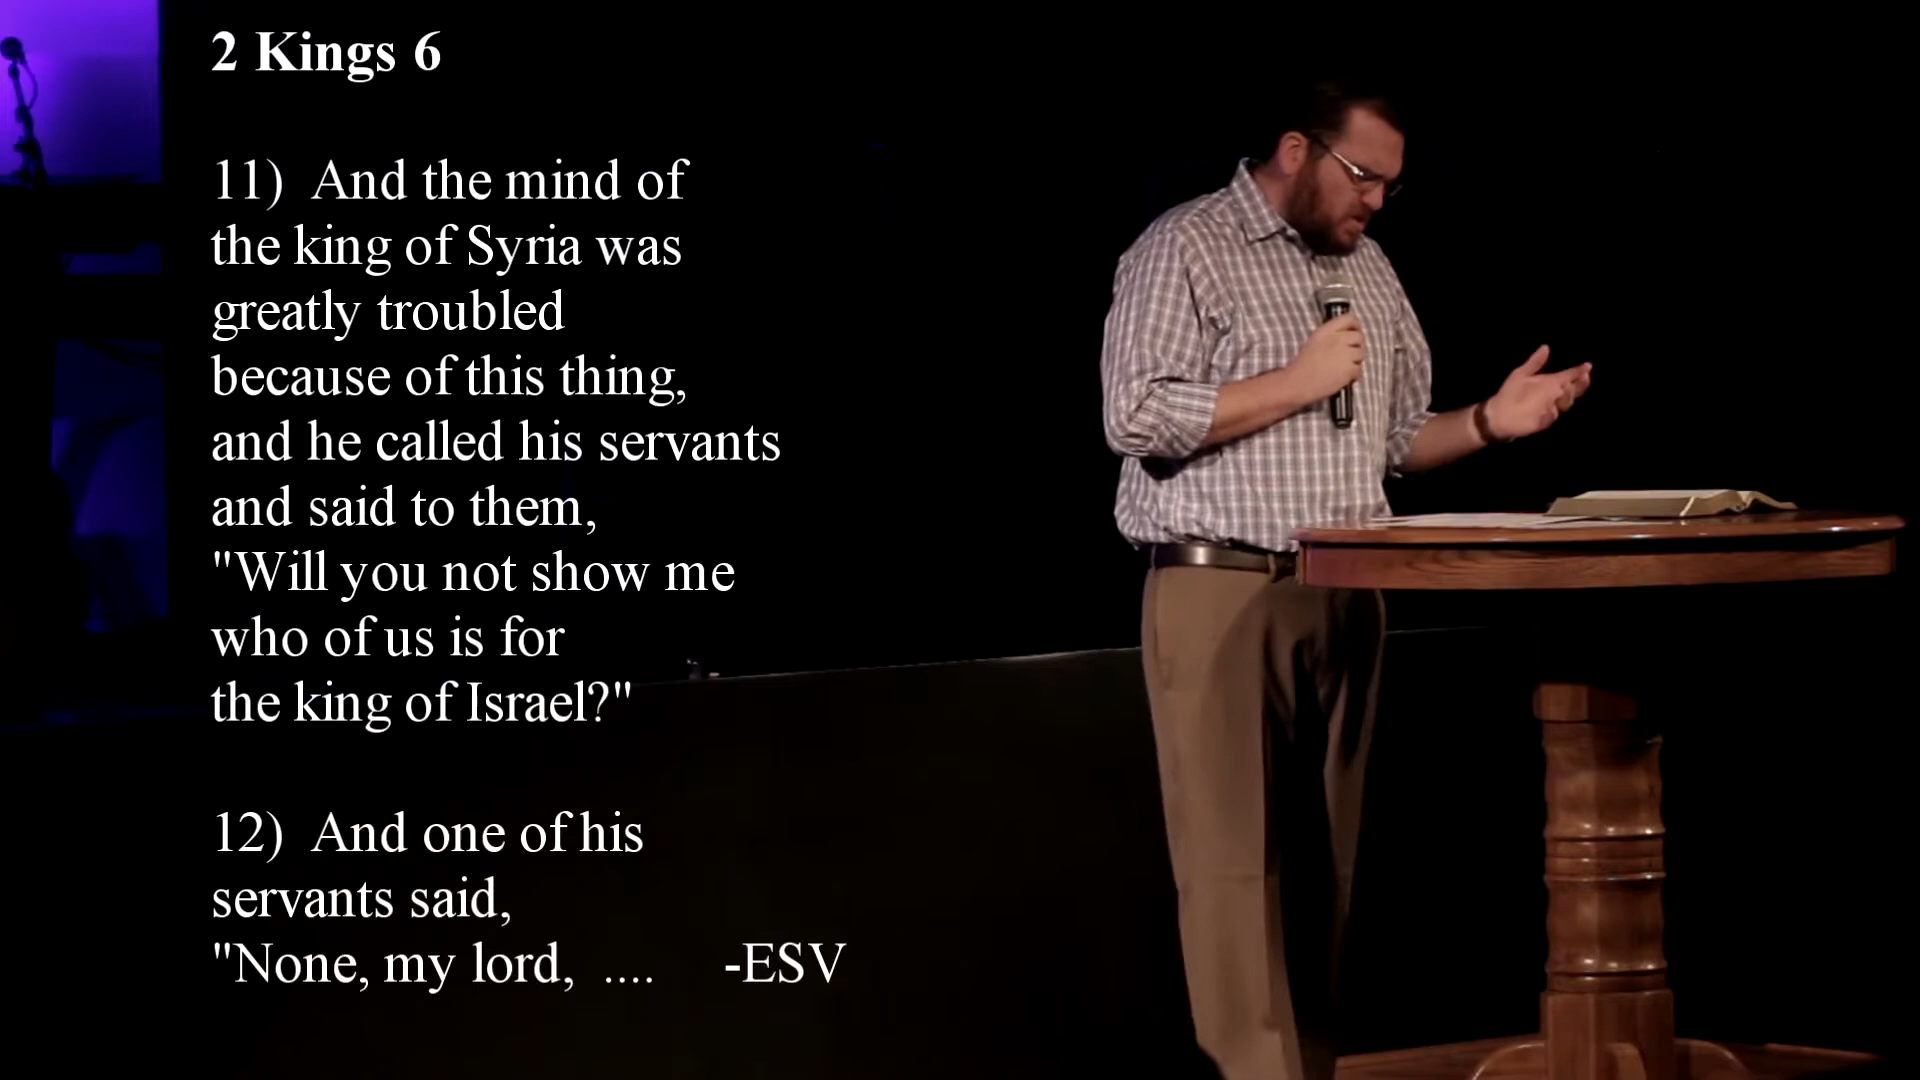 2 Kings 6
11) And the mind of
the king of Syria was
greatly troubled
because of this thing,
and he called his servants
and said to them,
"Will you not show me
who of us is for
the king of Israel?"
12) And one of his
servants said,
"None, my lord, .... -ESV